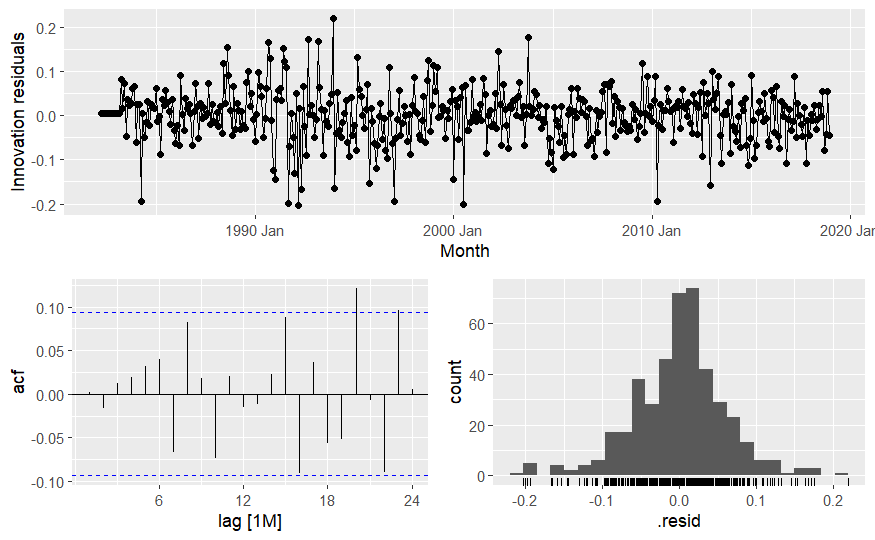 Innovation residuals
0.2
0.1
0.0
-0.1
-0.2
1990 Jan
2000 Jan
2010 Jan
2020 Jan
Month
acf
0.10
0.05
0.00
-0.05
-0.10
6
12
18
24
lag [1M]
count
60
40
20
0
-0.2
-0.1
0.0
0.1
0.2
.resid